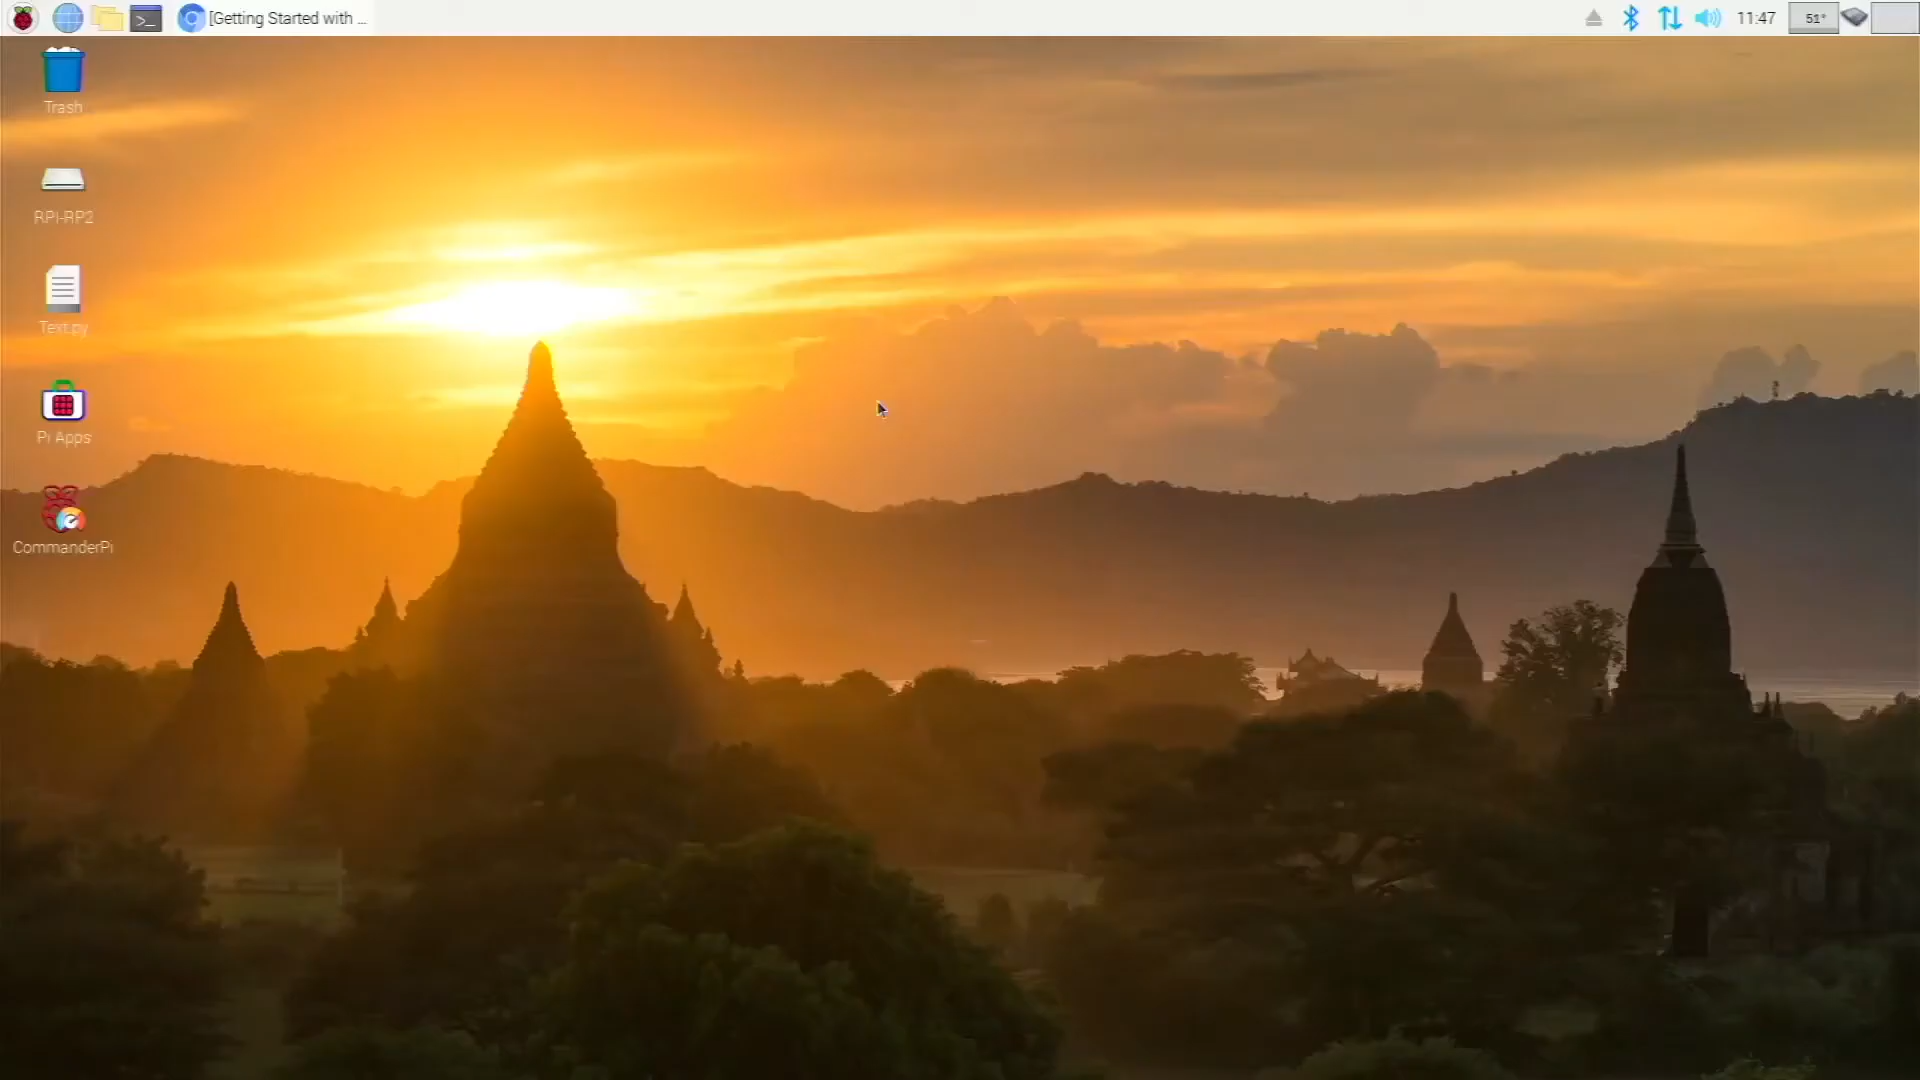 [Getting Started with ...
11:47
51°
Trash
RPI-RP2
Text.py
Pi Apps
CommanderPi